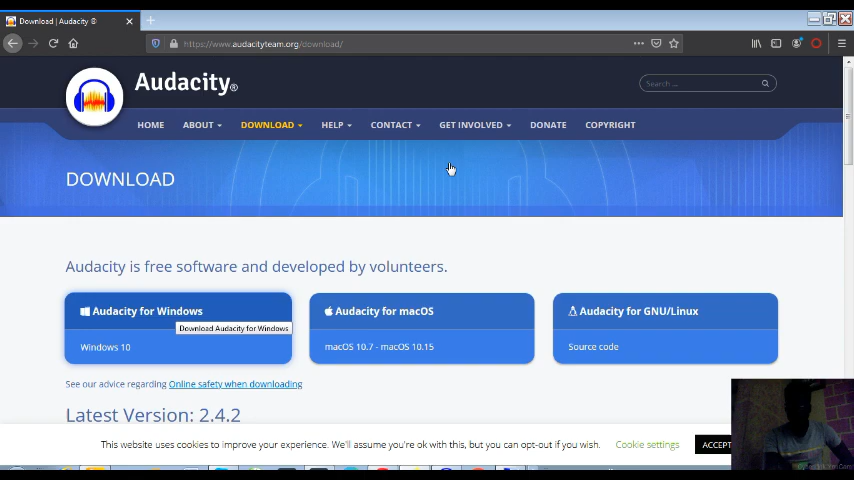 Download | Audacity ®
https://www.audacityteam.org/download/
Audacity®
Search ...
HOME ABOUT DOWNLOAD HELP CONTACT GET INVOLVED DONATE COPYRIGHT
DOWNLOAD
Audacity is free software and developed by volunteers.
Audacity for Windows
Download Audacity for Windows
Windows 10
Audacity for macOS
macOS 10.7 - macOS 10.15
Audacity for GNU/Linux
Source code
See our advice regarding Online safety when downloading
Latest Version: 2.4.2
This website uses cookies to improve your experience. We'll assume you're ok with this, but you can opt-out if you wish. Cookie settings ACCEPT